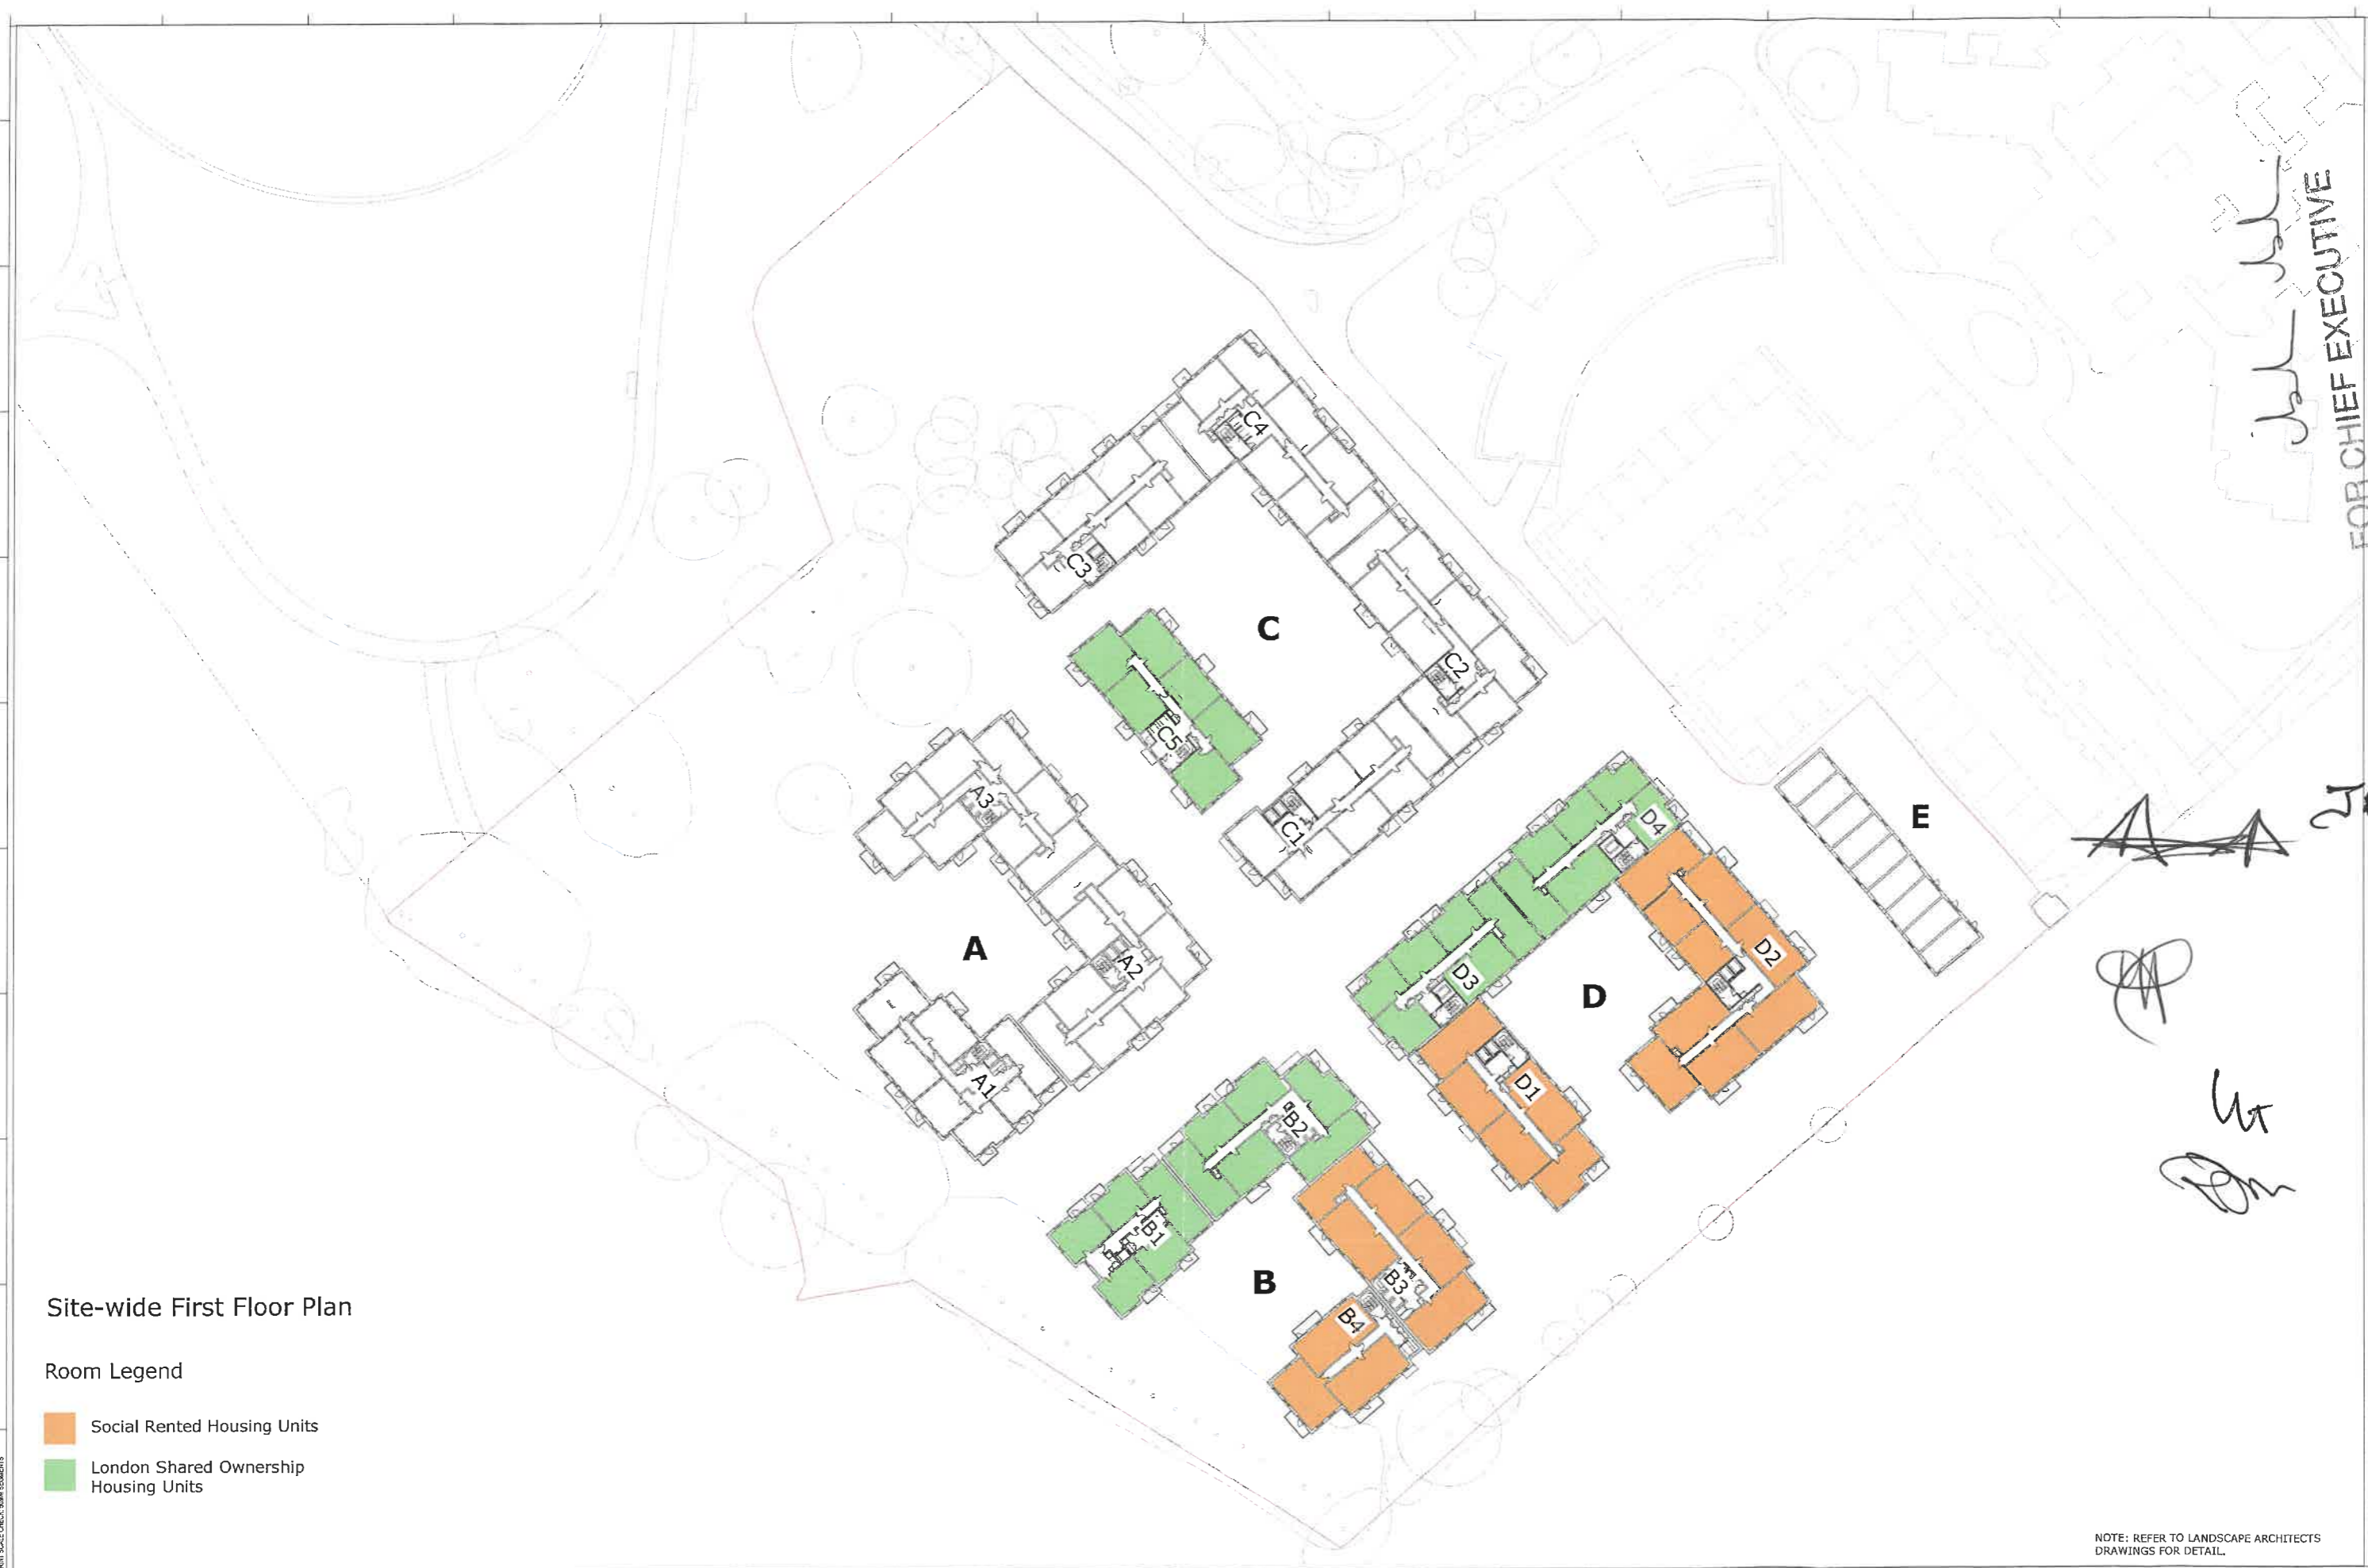 FOR CHIEF EXECUTIVE
C4
C3
C
C2
C5
A3
C1
D4
E
A
A2
D3
D2
D
A1
D1
B2
B1
B
B3
B4
Site-wide First Floor Plan
Room Legend
Social Rented Housing Units
London Shared Ownership
Housing Units
NOTE: REFER TO LANDSCAPE ARCHITECTS
DRAWINGS FOR DETAIL.